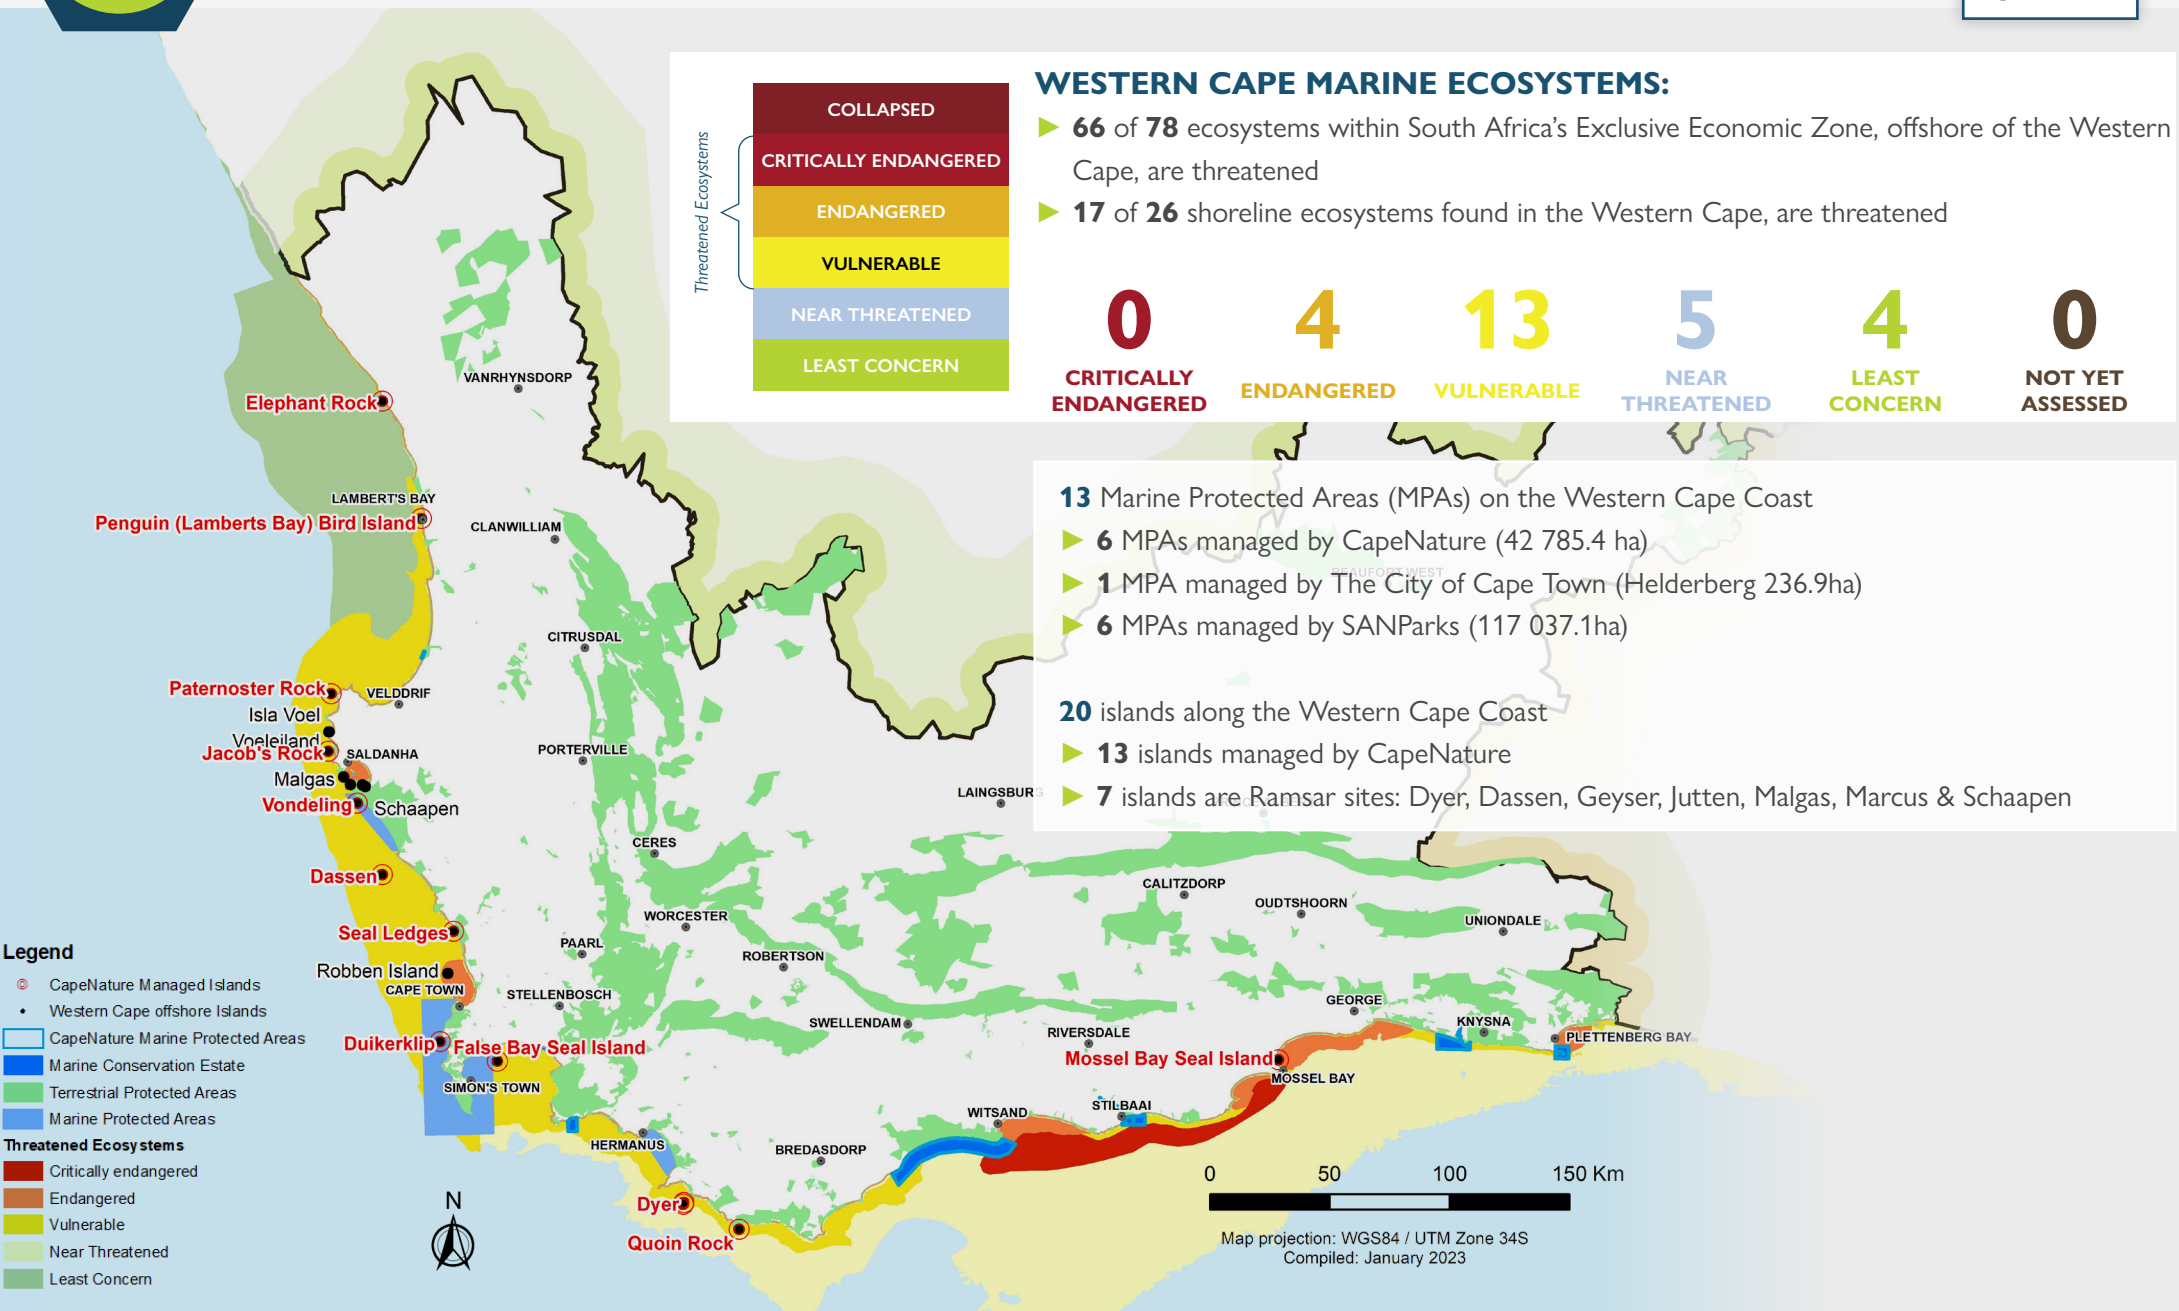 WESTERN CAPE MARINE ECOSYSTEMS:
► 66 of 78 ecosystems within South Africa's Exclusive Economic Zone, offshore of the Western
Cape, are threatened
► 17 of 26 shoreline ecosystems found in the Western Cape, are threatened
Threatened Ecosystems
COLLAPSED
CRITICALLY ENDANGERED
ENDANGERED
VULNERABLE
NEAR THREATENED
LEAST CONCERN
0
CRITICALLY
ENDANGERED
4
ENDANGERED
13
VULNERABLE
5
NEAR
THREATENED
4
LEAST
CONCERN
0
NOT YET
ASSESSED
13 Marine Protected Areas (MPAs) on the Western Cape Coast
► 6 MPAs managed by CapeNature (42 785.4 ha)
► 1 MPA managed by The City of Cape Town (Helderberg 236.9ha)
► 6 MPAs managed by SANParks (117 037.1ha)
20 islands along the Western Cape Coast
► 13 islands managed by CapeNature
► 7 islands are Ramsar sites: Dyer, Dassen, Geyser, Jutten, Malgas, Marcus & Schaapen
BEAUFORT WEST
VANRHYNSDORP
Elephant Rock
LAMBERT'S BAY
Penguin (Lamberts Bay) Bird Island
CLANWILLIAM
CITRUSDAL
Paternoster Rock
VELDDRIF
Isla Voel
Voeleiland
Jacob's Rock
SALDANHA
PORTERVILLE
Malgas
Vondeling
Schaapen
LAINGSBURG
CERES
Dassen
CALITZDORP
OUDTSHOORN
WORCESTER
UNIONDALE
Seal Ledges
PAARL
ROBERTSON
Robben Island
CAPE TOWN
STELLENBOSCH
GEORGE
SWELLENDAM
KNYSNA
RIVERSDALE
PLETTENBERG BAY
Duikerklip
False Bay Seal Island
Mossel Bay Seal Island
MOSSEL BAY
SIMON'S TOWN
STILBAAI
WITSAND
HERMANUS
BREDASDORP
Dyer
Quoin Rock
Legend
CapeNature Managed Islands
Western Cape offshore Islands
CapeNature Marine Protected Areas
Marine Conservation Estate
Terrestrial Protected Areas
Marine Protected Areas
Threatened Ecosystems
Critically endangered
Endangered
Vulnerable
Near Threatened
Least Concern
N
0 50 100 150 Km
Map projection: WGS84 / UTM Zone 34S
Compiled: January 2023